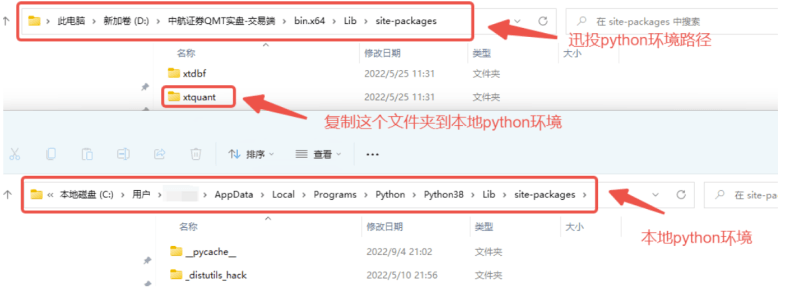 此电脑 > 新加卷 (D:) > 中航证券QMT实盘-交易端 > bin.x64 > Lib > site-packages
在 site-packages 中搜索
迅投python环境路径
名称 修改日期 类型 大小
xtdbf 2022/5/25 11:31 文件夹
xtquant 2022/5/25 11:31 文件夹
复制这个文件夹到本地python环境
排序 查看 •••
« 本地磁盘 (C:) > 用户 > AppData > Local > Programs > Python > Python38 > Lib > site-packages >
在 site-pa
本地python环境
名称 修改日期 类型 大小
__pycache__ 2022/9/4 21:02 文件夹
_distutils_hack 2022/5/10 21:56 文件夹